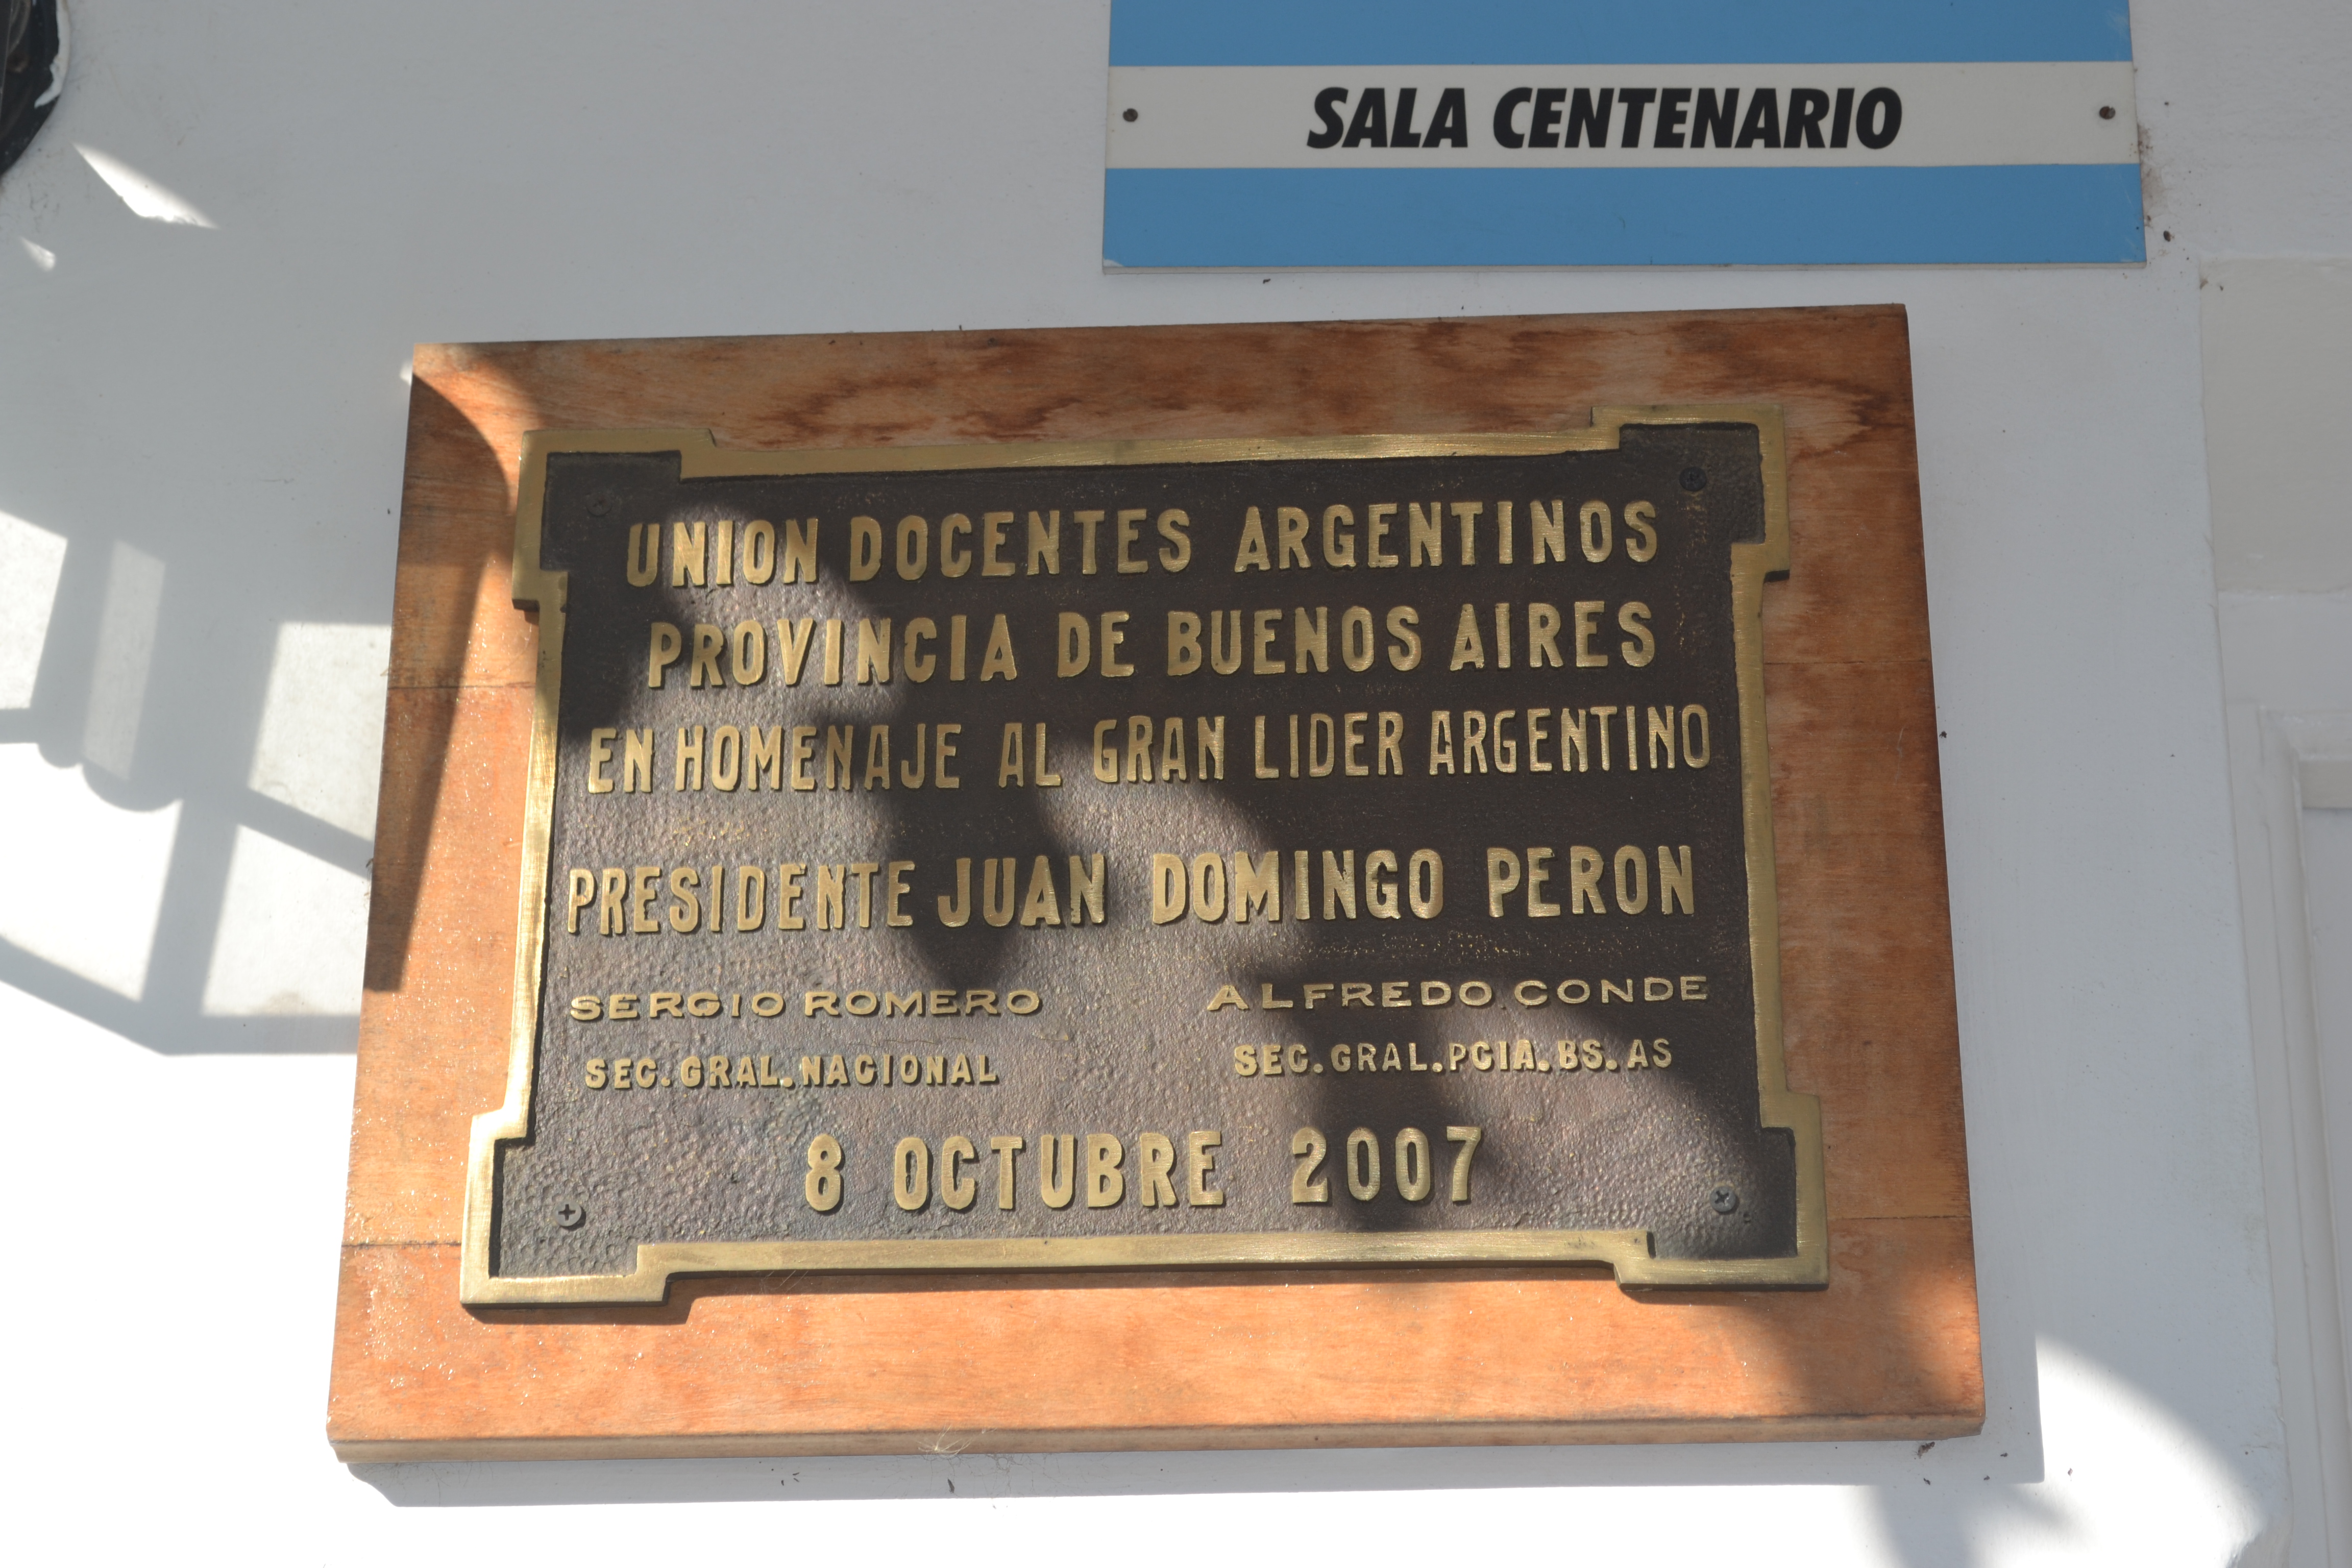 SALA CENTENARIO
UNION DOCENTES ARGENTINOS
PROVINCIA DE BUENOS AIRES
EN HOMENAJE AL GRAN LIDER ARGENTINO
PRESIDENTE JUAN DOMINGO PERON
SERGIO ROMERO ALFREDO CONDE
SEC.GRAL.NACIONAL SEC.GRAL.PCIA.BS.AS
8 OCTUBRE 2007